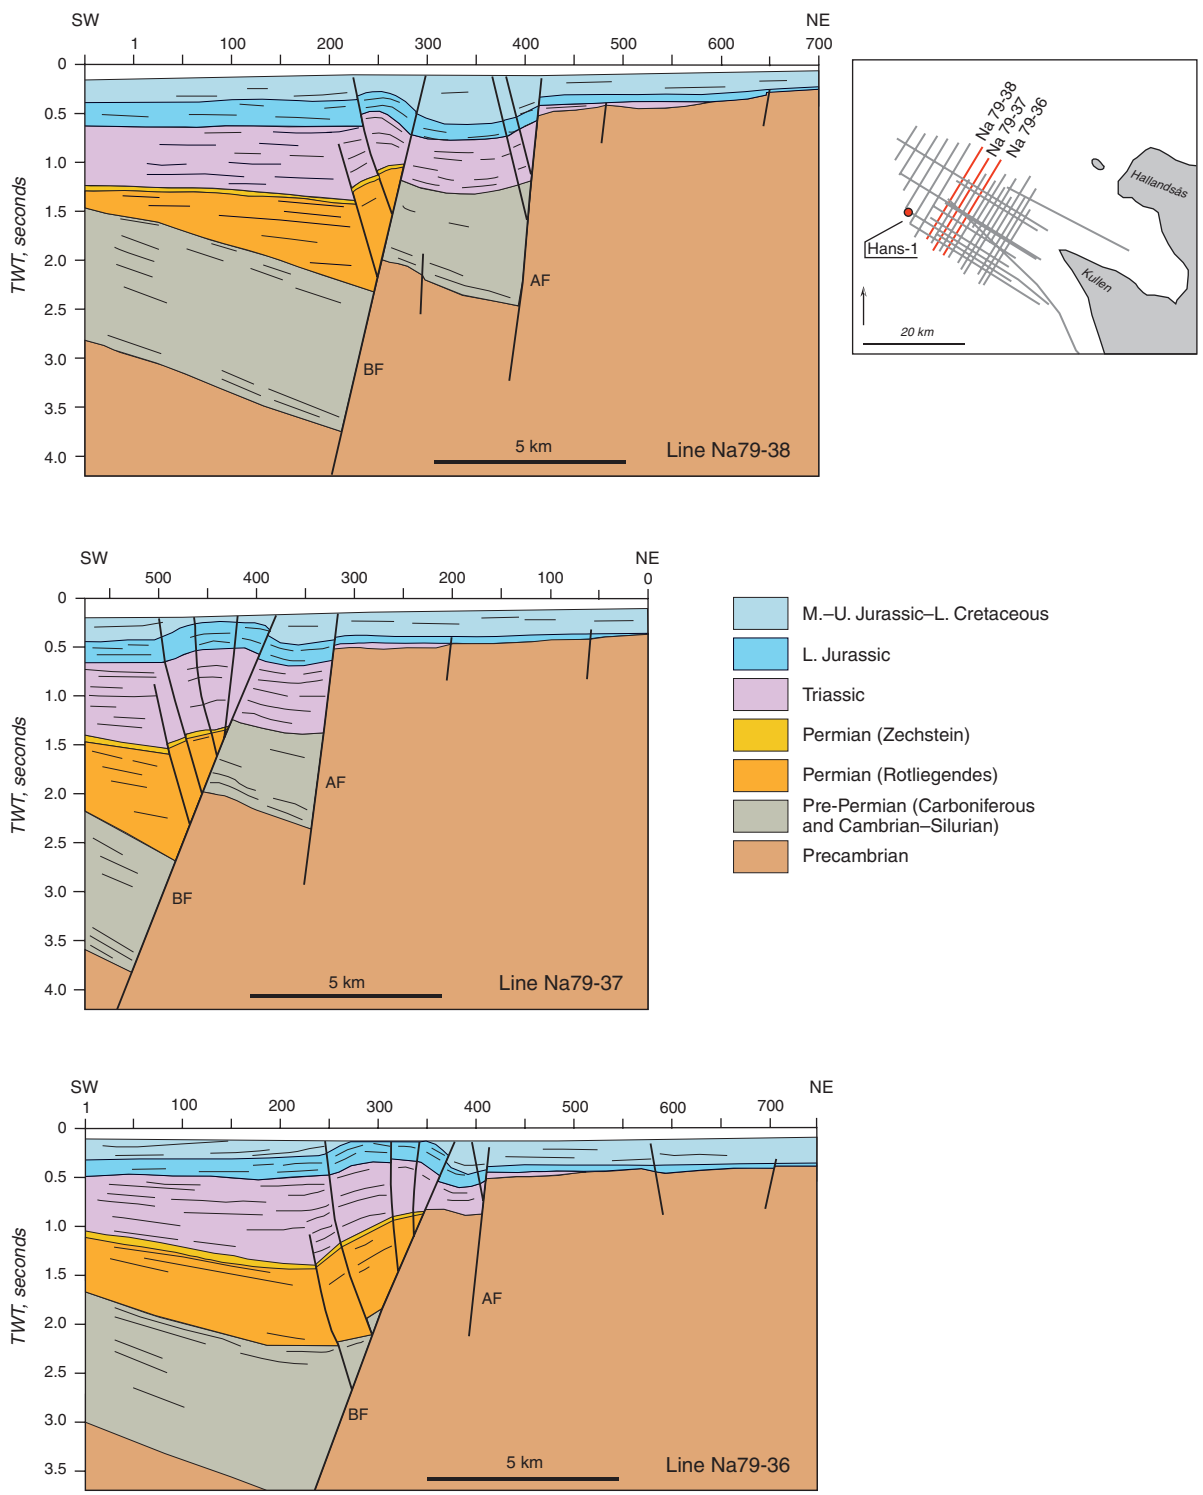 SW
NE
1
100
200
300
400
500
600
700
0
0.5
1.0
1.5
2.0
2.5
3.0
3.5
4.0
TWT, seconds
AF
BF
5 km
Line Na79-38
Na 79-38
Na 79-37
Na 79-36
Hallandsås
Hans-1
Kullen
20 km
SW
NE
500
400
300
200
100
0
0
0.5
1.0
1.5
2.0
2.5
3.0
3.5
4.0
TWT, seconds
AF
BF
5 km
Line Na79-37
M.–U. Jurassic–L. Cretaceous
L. Jurassic
Triassic
Permian (Zechstein)
Permian (Rotliegendes)
Pre-Permian (Carboniferous
and Cambrian–Silurian)
Precambrian
SW
NE
1
100
200
300
400
500
600
700
0
0.5
1.0
1.5
2.0
2.5
3.0
3.5
TWT, seconds
AF
BF
5 km
Line Na79-36